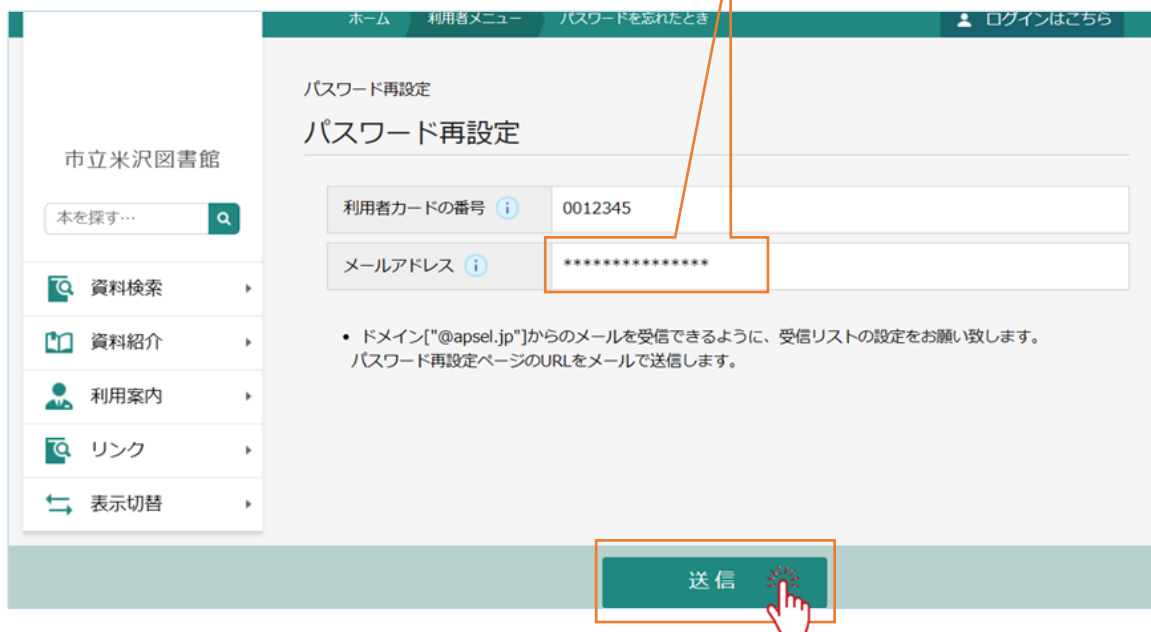 ホーム 利用者メニュー パスワードを忘れたとき ログインはこちら
市立米沢図書館
本を探す…
資料検索
資料紹介
利用案内
リンク
表示切替
パスワード再設定
パスワード再設定
利用者カードの番号 i 0012345
メールアドレス i ***************
• ドメイン["@apsel.jp"]からのメールを受信できるように、受信リストの設定をお願い致します。
パスワード再設定ページのURLをメールで送信します。
送信